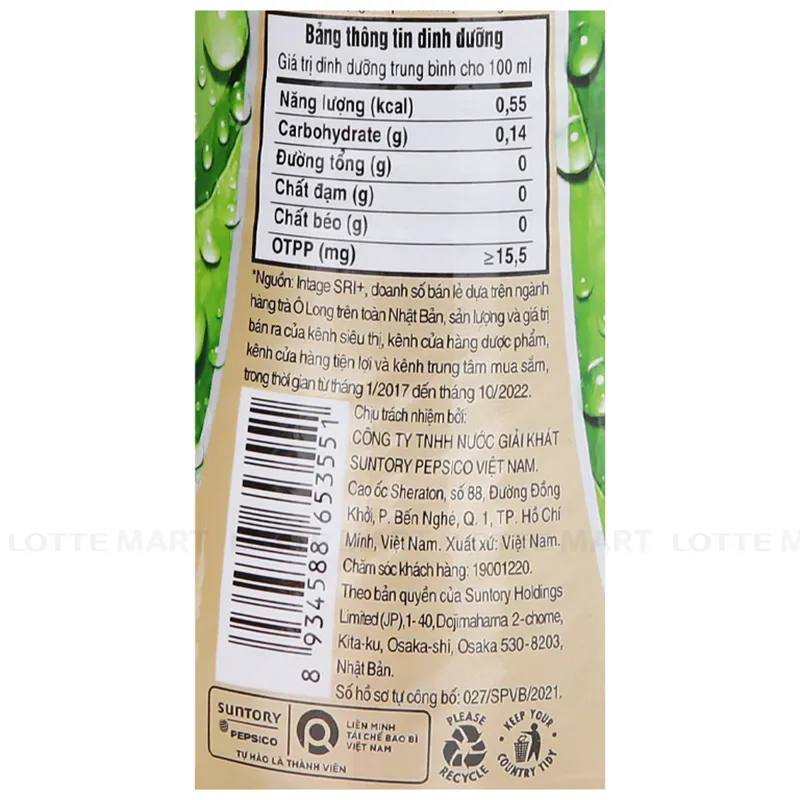 Bảng thông tin dinh dưỡng
Giá trị dinh dưỡng trung bình cho 100 ml
Năng lượng (kcal) 0,55
Carbohydrate (g) 0,14
Đường tổng (g) 0
Chất đạm (g) 0
Chất béo (g) 0
OTPP (mg) ≥15,5
*Nguồn: Intage SRI+, doanh số bán lẻ dựa trên ngành
hàng trà Ô Long trên toàn Nhật Bản, sản lượng và giá trị
bán ra của kênh siêu thị, kênh cửa hàng dược phẩm,
kênh cửa hàng tiện lợi và kênh trung tâm mua sắm,
trong thời gian từ tháng 1/2017 đến tháng 10/2022.
Chịu trách nhiệm bởi:
CÔNG TY TNHH NƯỚC GIẢI KHÁT
SUNTORY PEPSICO VIỆT NAM.
Cao ốc Sheraton, số 88, Đường Đồng
Khởi, P. Bến Nghé, Q. 1, TP. Hồ Chí
Minh, Việt Nam. Xuất xứ: Việt Nam.
Chăm sóc khách hàng: 19001220.
Theo bản quyền của Suntory Holdings
Limited (JP),1- 40,Dojimahama 2-chome,
Kita-ku, Osaka-shi, Osaka 530-8203,
Nhật Bản.
Số hồ sơ tự công bố: 027/SPVB/2021.
8 934588 653551
SUNTORY
PEPSICO
LIÊN MINH
TÁI CHẾ BAO BÌ
VIỆT NAM
TỰ HÀO LÀ THÀNH VIÊN
PLEASE
RECYCLE
KEEP YOUR
COUNTRY TIDY
LOTTE MART LOTTE MART LOTTE MART